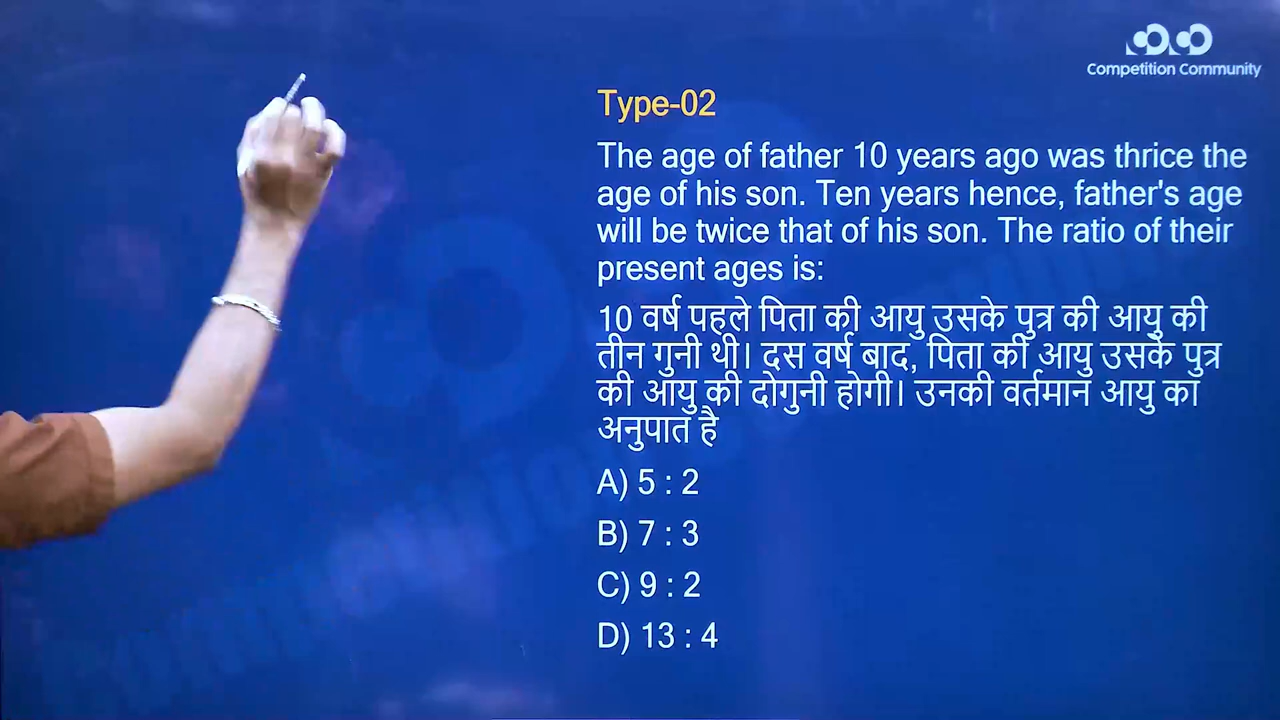 Competition Community
Type-02
The age of father 10 years ago was thrice the
age of his son. Ten years hence, father's age
will be twice that of his son. The ratio of their
present ages is:
10 वर्ष पहले पिता की आयु उसके पुत्र की आयु की
तीन गुनी थी। दस वर्ष बाद, पिता की आयु उसके पुत्र
की आयु की दोगुनी होगी। उनकी वर्तमान आयु का
अनुपात है
A) 5 : 2
B) 7 : 3
C) 9 : 2
D) 13 : 4